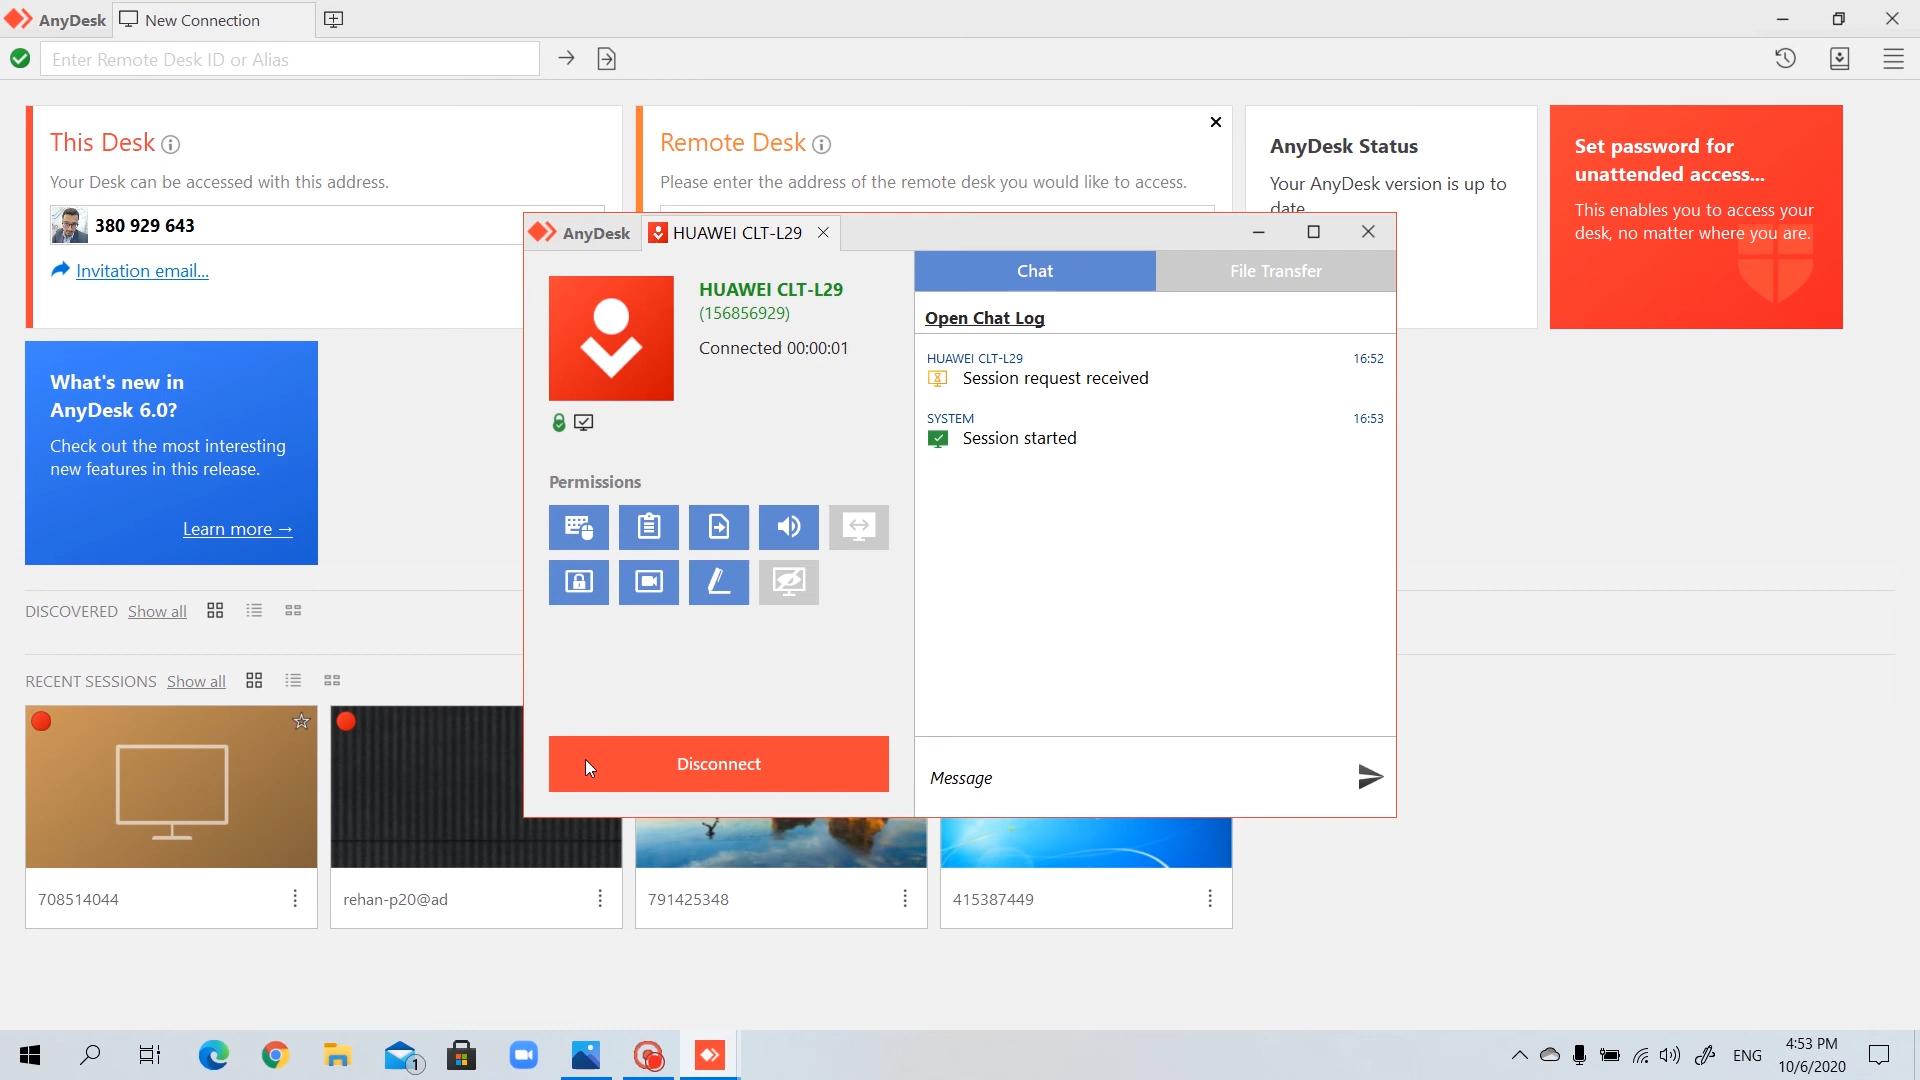 AnyDesk
New Connection
Enter Remote Desk ID or Alias
This Desk
Your Desk can be accessed with this address.
380 929 643
Invitation email...
Remote Desk
Please enter the address of the remote desk you would like to access.
AnyDesk Status
Your AnyDesk version is up to
date
Set password for
unattended access...
This enables you to access your
desk, no matter where you are.
What's new in
AnyDesk 6.0?
Check out the most interesting
new features in this release.
Learn more →
AnyDesk
HUAWEI CLT-L29
HUAWEI CLT-L29
(156856929)
Connected 00:00:01
Permissions
Disconnect
Chat
File Transfer
Open Chat Log
HUAWEI CLT-L29 16:52
Session request received
SYSTEM 16:53
Session started
Message
DISCOVERED Show all
RECENT SESSIONS Show all
708514044
rehan-p20@ad
791425348
415387449
1
ENG
4:53 PM
10/6/2020